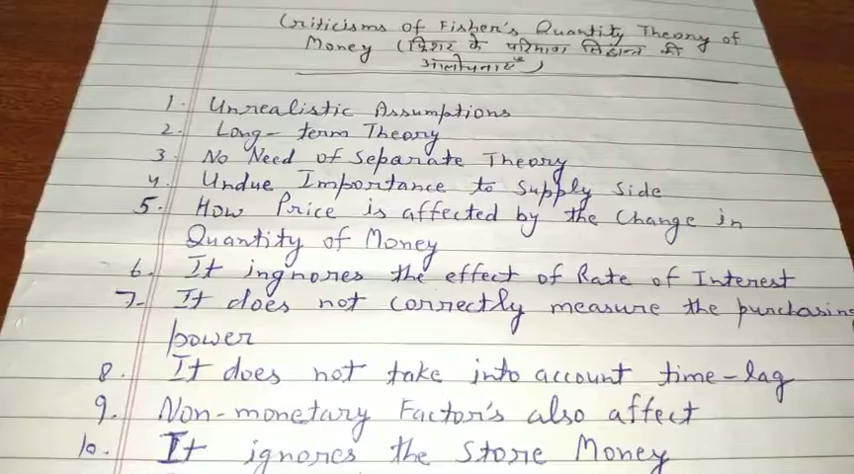 Criticisms of Fisher's Quantity Theory of
Money (फिशर के परिमाण सिद्धान्त की
आलोचनाएँ)
1. Unrealistic Assumptions
2. Long-term Theory
3. No Need of Separate Theory
4. Undue Importance to Supply Side
5. How Price is affected by the Change in
Quantity of Money
6. It ingnores the effect of Rate of Interest
7. It does not correctly measure the purchasing
power
8. It does not take into account time-lag
9. Non-monetary Factor's also affect
10. It ignores the Store Money